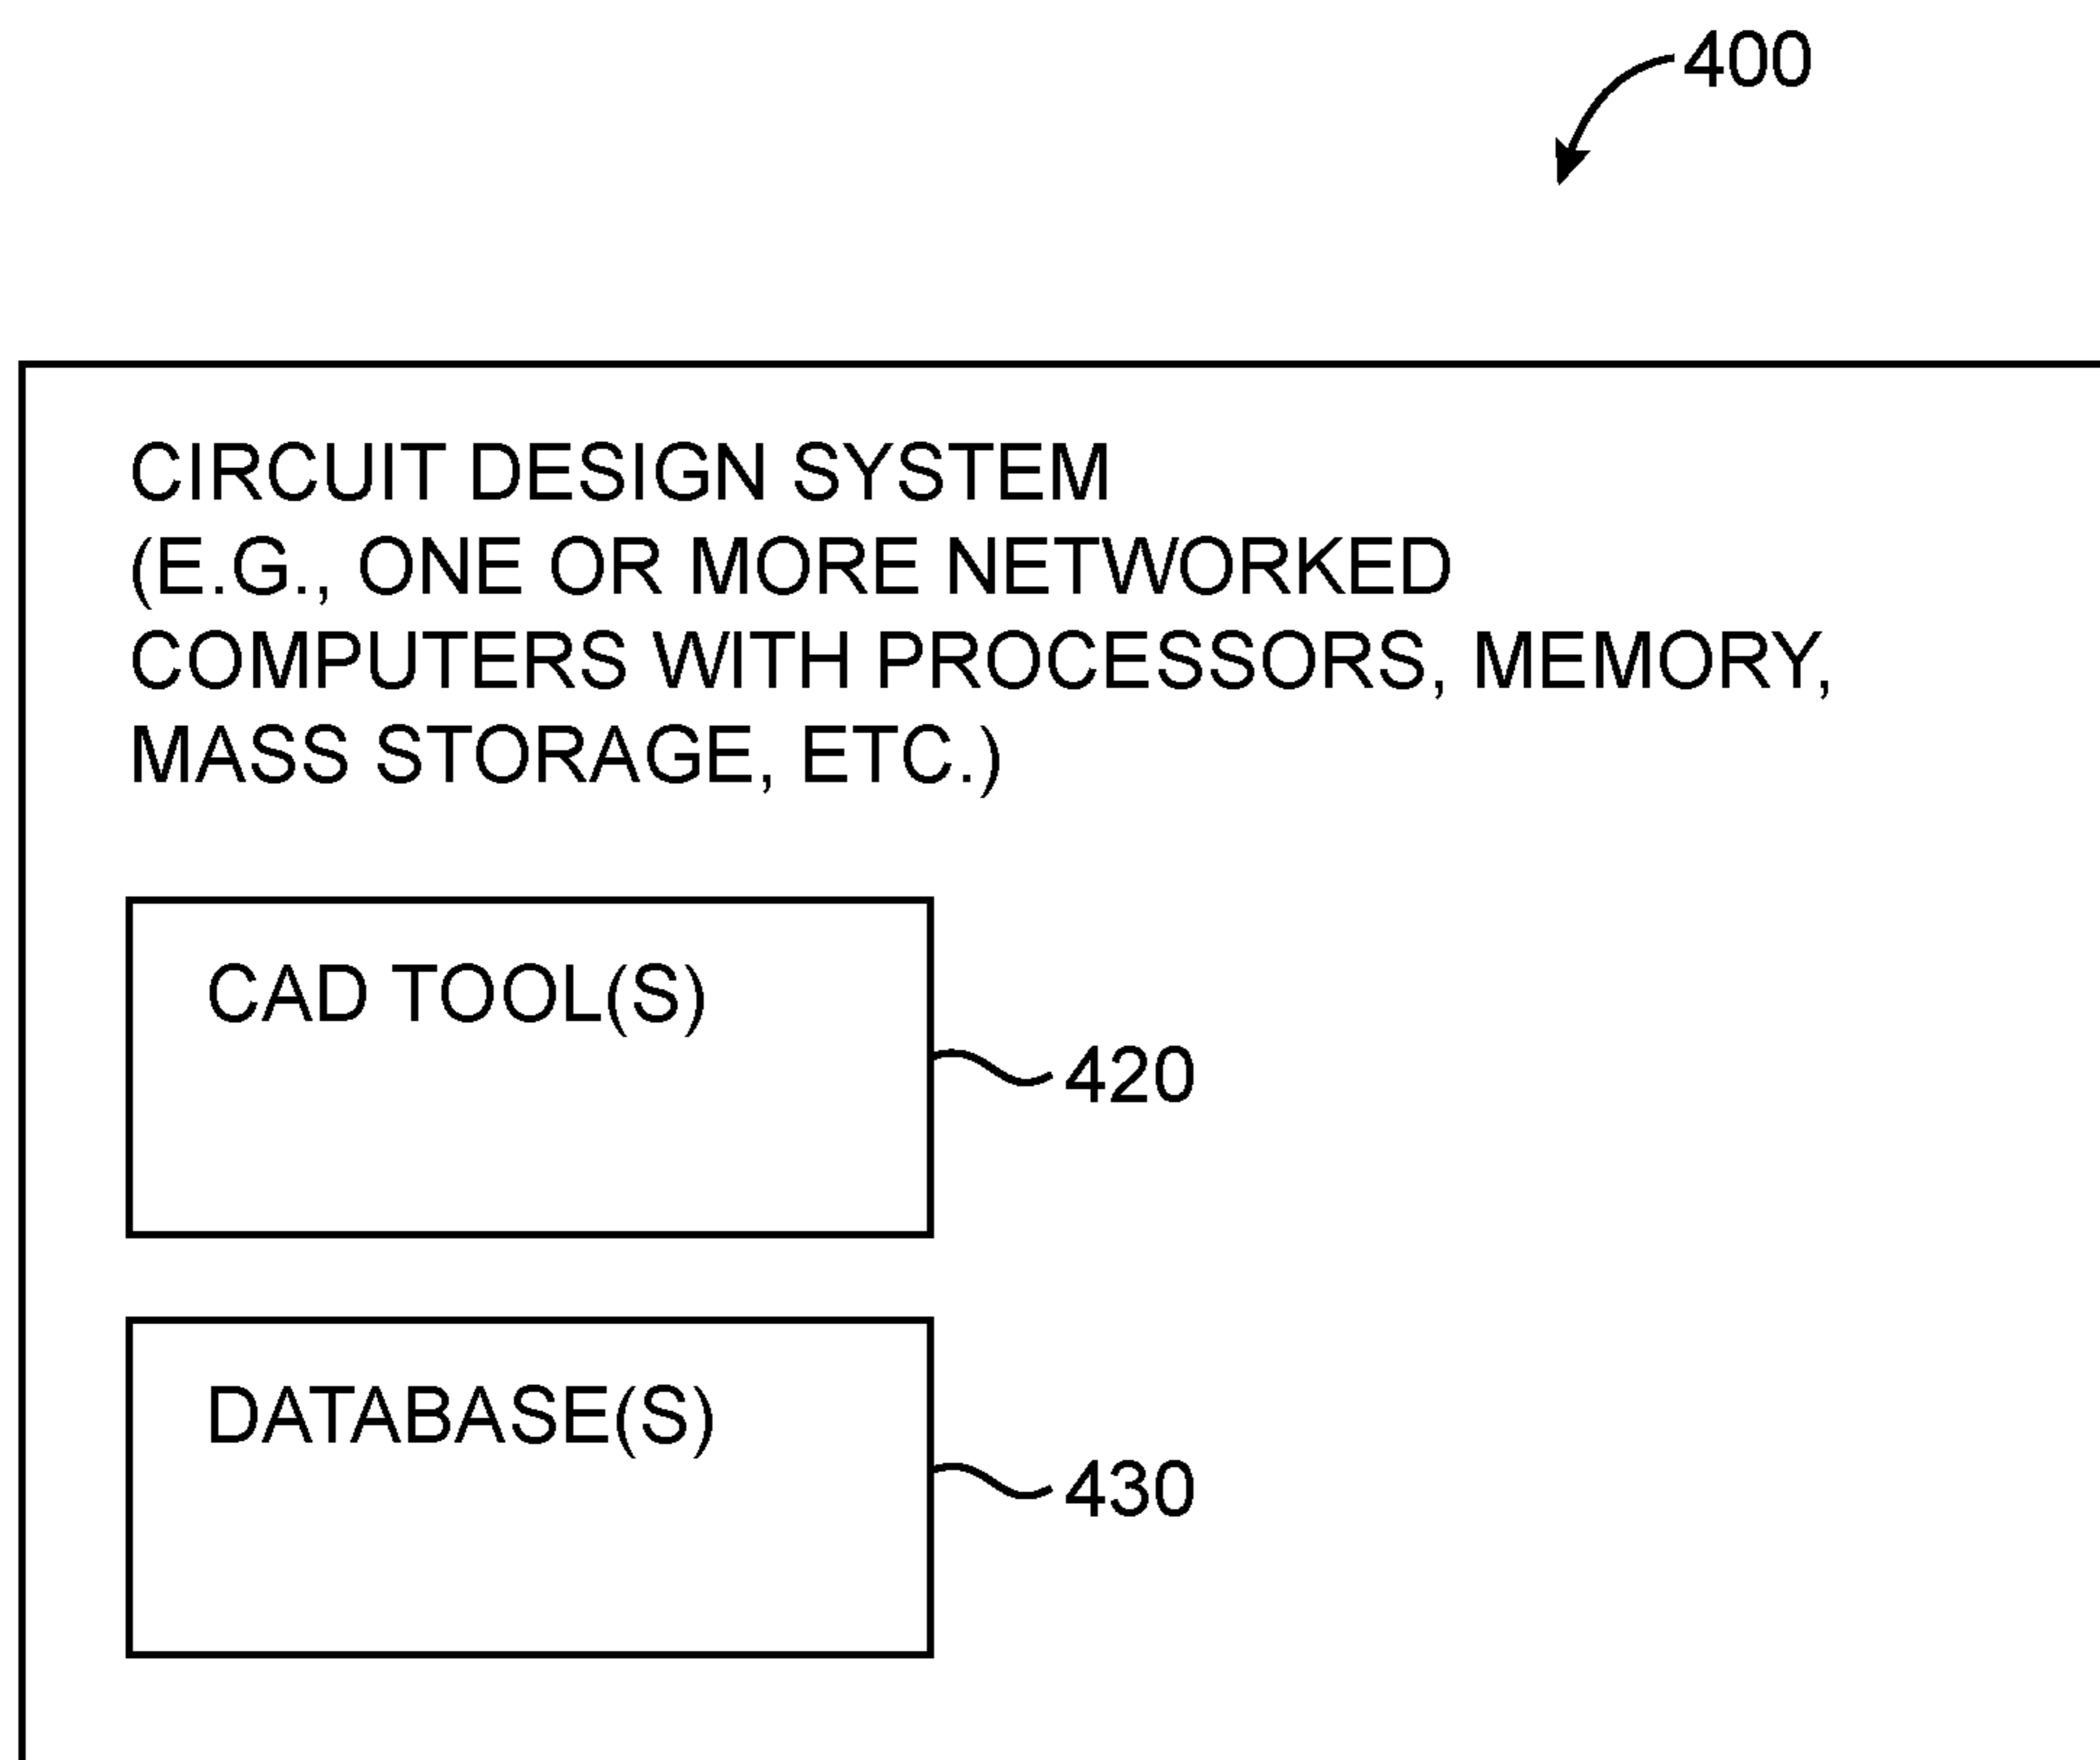 400
CIRCUIT DESIGN SYSTEM
(E.G., ONE OR MORE NETWORKED
COMPUTERS WITH PROCESSORS, MEMORY,
MASS STORAGE, ETC.)
CAD TOOL(S)
420
DATABASE(S)
430